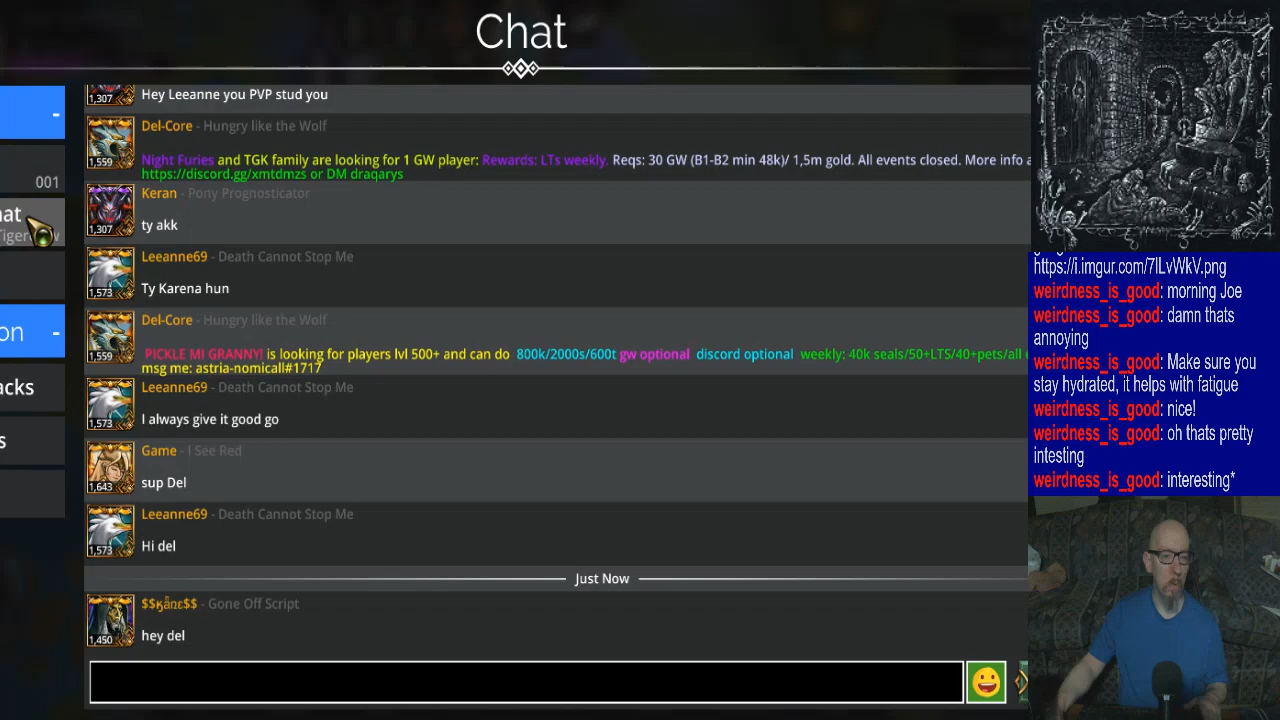 Chat
-
001
hat
Tiger
on -
acks
s
1,307
Hey Leeanne you PVP stud you
Del-Core - Hungry like the Wolf
1,559
Night Furies and TGK family are looking for 1 GW player: Rewards: LTs weekly. Reqs: 30 GW (B1-B2 min 48k)/ 1,5m gold. All events closed. More info a
https://discord.gg/xmtdmzs or DM draqarys
Keran - Pony Prognosticator
1,307
ty akk
Leeanne69 - Death Cannot Stop Me
1,573
Ty Karena hun
Del-Core - Hungry like the Wolf
1,559
PICKLE MI GRANNY! is looking for players lvl 500+ and can do 800k/2000s/600t gw optional discord optional weekly: 40k seals/50+LTS/40+pets/all
msg me: astria-nomicall#1717
Leeanne69 - Death Cannot Stop Me
1,573
I always give it good go
Game - I See Red
1,643
sup Del
Leeanne69 - Death Cannot Stop Me
1,573
Hi del
Just Now
$$ӄåռɛ$$ - Gone Off Script
1,450
hey del
https://i.imgur.com/7lLvWkV.png
weirdness_is_good: morning Joe
weirdness_is_good: damn thats
annoying
weirdness_is_good: Make sure you
stay hydrated, it helps with fatigue
weirdness_is_good: nice!
weirdness_is_good: oh thats pretty
intesting
weirdness_is_good: interesting*